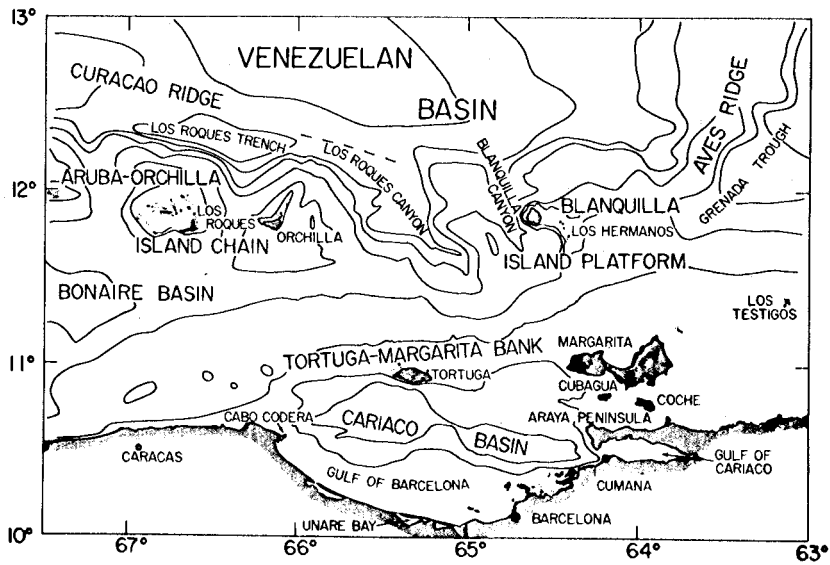 13°
VENEZUELAN
CURACAO RIDGE
BASIN
LOS ROQUES TRENCH
LOS ROQUES CANYON
BLANQUILLA
CANYON
AVES RIDGE
GRENADA TROUGH
12°
ARUBA-ORCHILLA
LOS
ROQUES
ORCHILLA
ISLAND CHAIN
BLANQUILLA
LOS HERMANOS
ISLAND PLATFORM
BONAIRE BASIN
LOS
TESTIGOS
11°
TORTUGA-MARGARITA BANK
MARGARITA
TORTUGA
CUBAGUA
COCHE
CABO CODERA
CARIACO
BASIN
ARAYA PENINSULA
CARACAS
GULF OF BARCELONA
CUMANA
GULF OF
CARIACO
10°
UNARE BAY
BARCELONA
67°
66°
65°
64°
63°